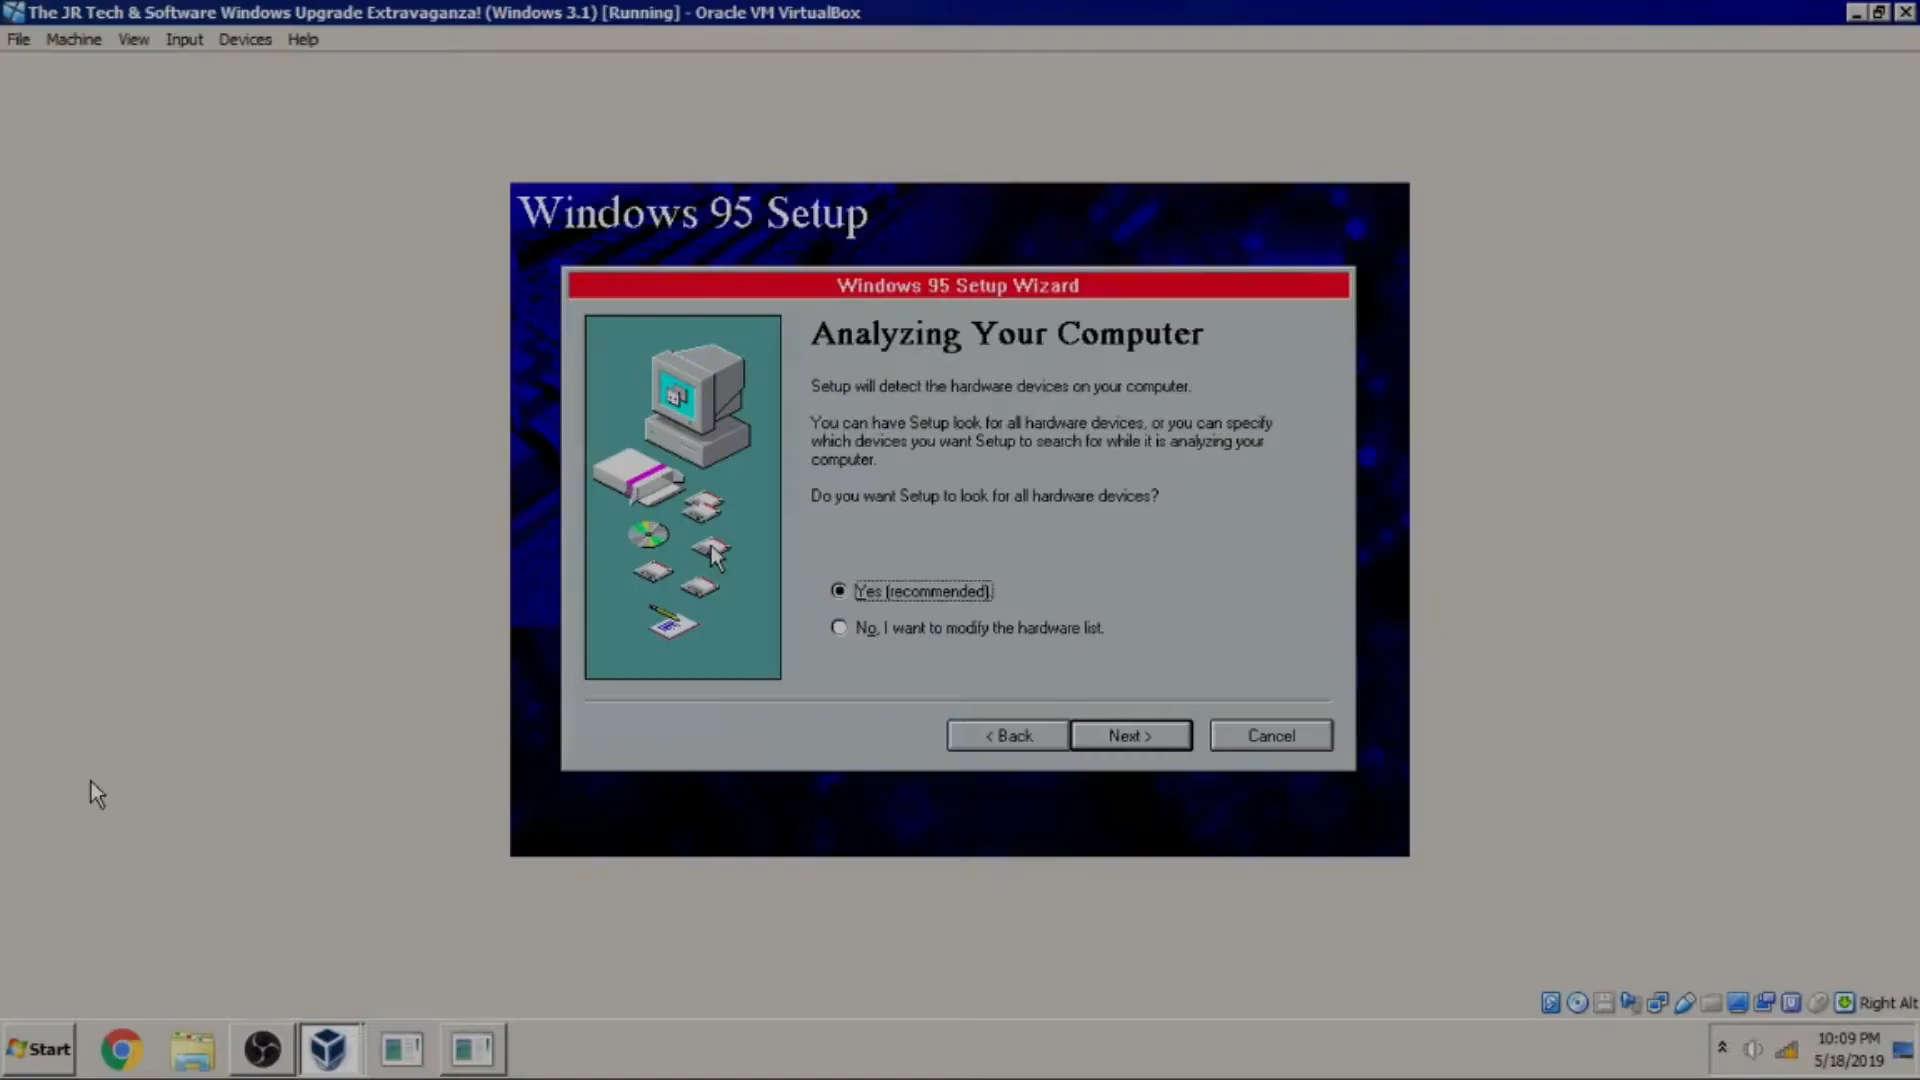 The JR Tech & Software Windows Upgrade Extravaganza! (Windows 3.1) [Running] - Oracle VM VirtualBox
File Machine View Input Devices Help
Windows 95 Setup
Windows 95 Setup Wizard
Analyzing Your Computer
Setup will detect the hardware devices on your computer.
You can have Setup look for all hardware devices, or you can specify
which devices you want Setup to search for while it is analyzing your
computer.
Do you want Setup to look for all hardware devices?
Yes (recommended).
No, I want to modify the hardware list.
< Back Next > Cancel
Right Alt
Start
10:09 PM
5/18/2019